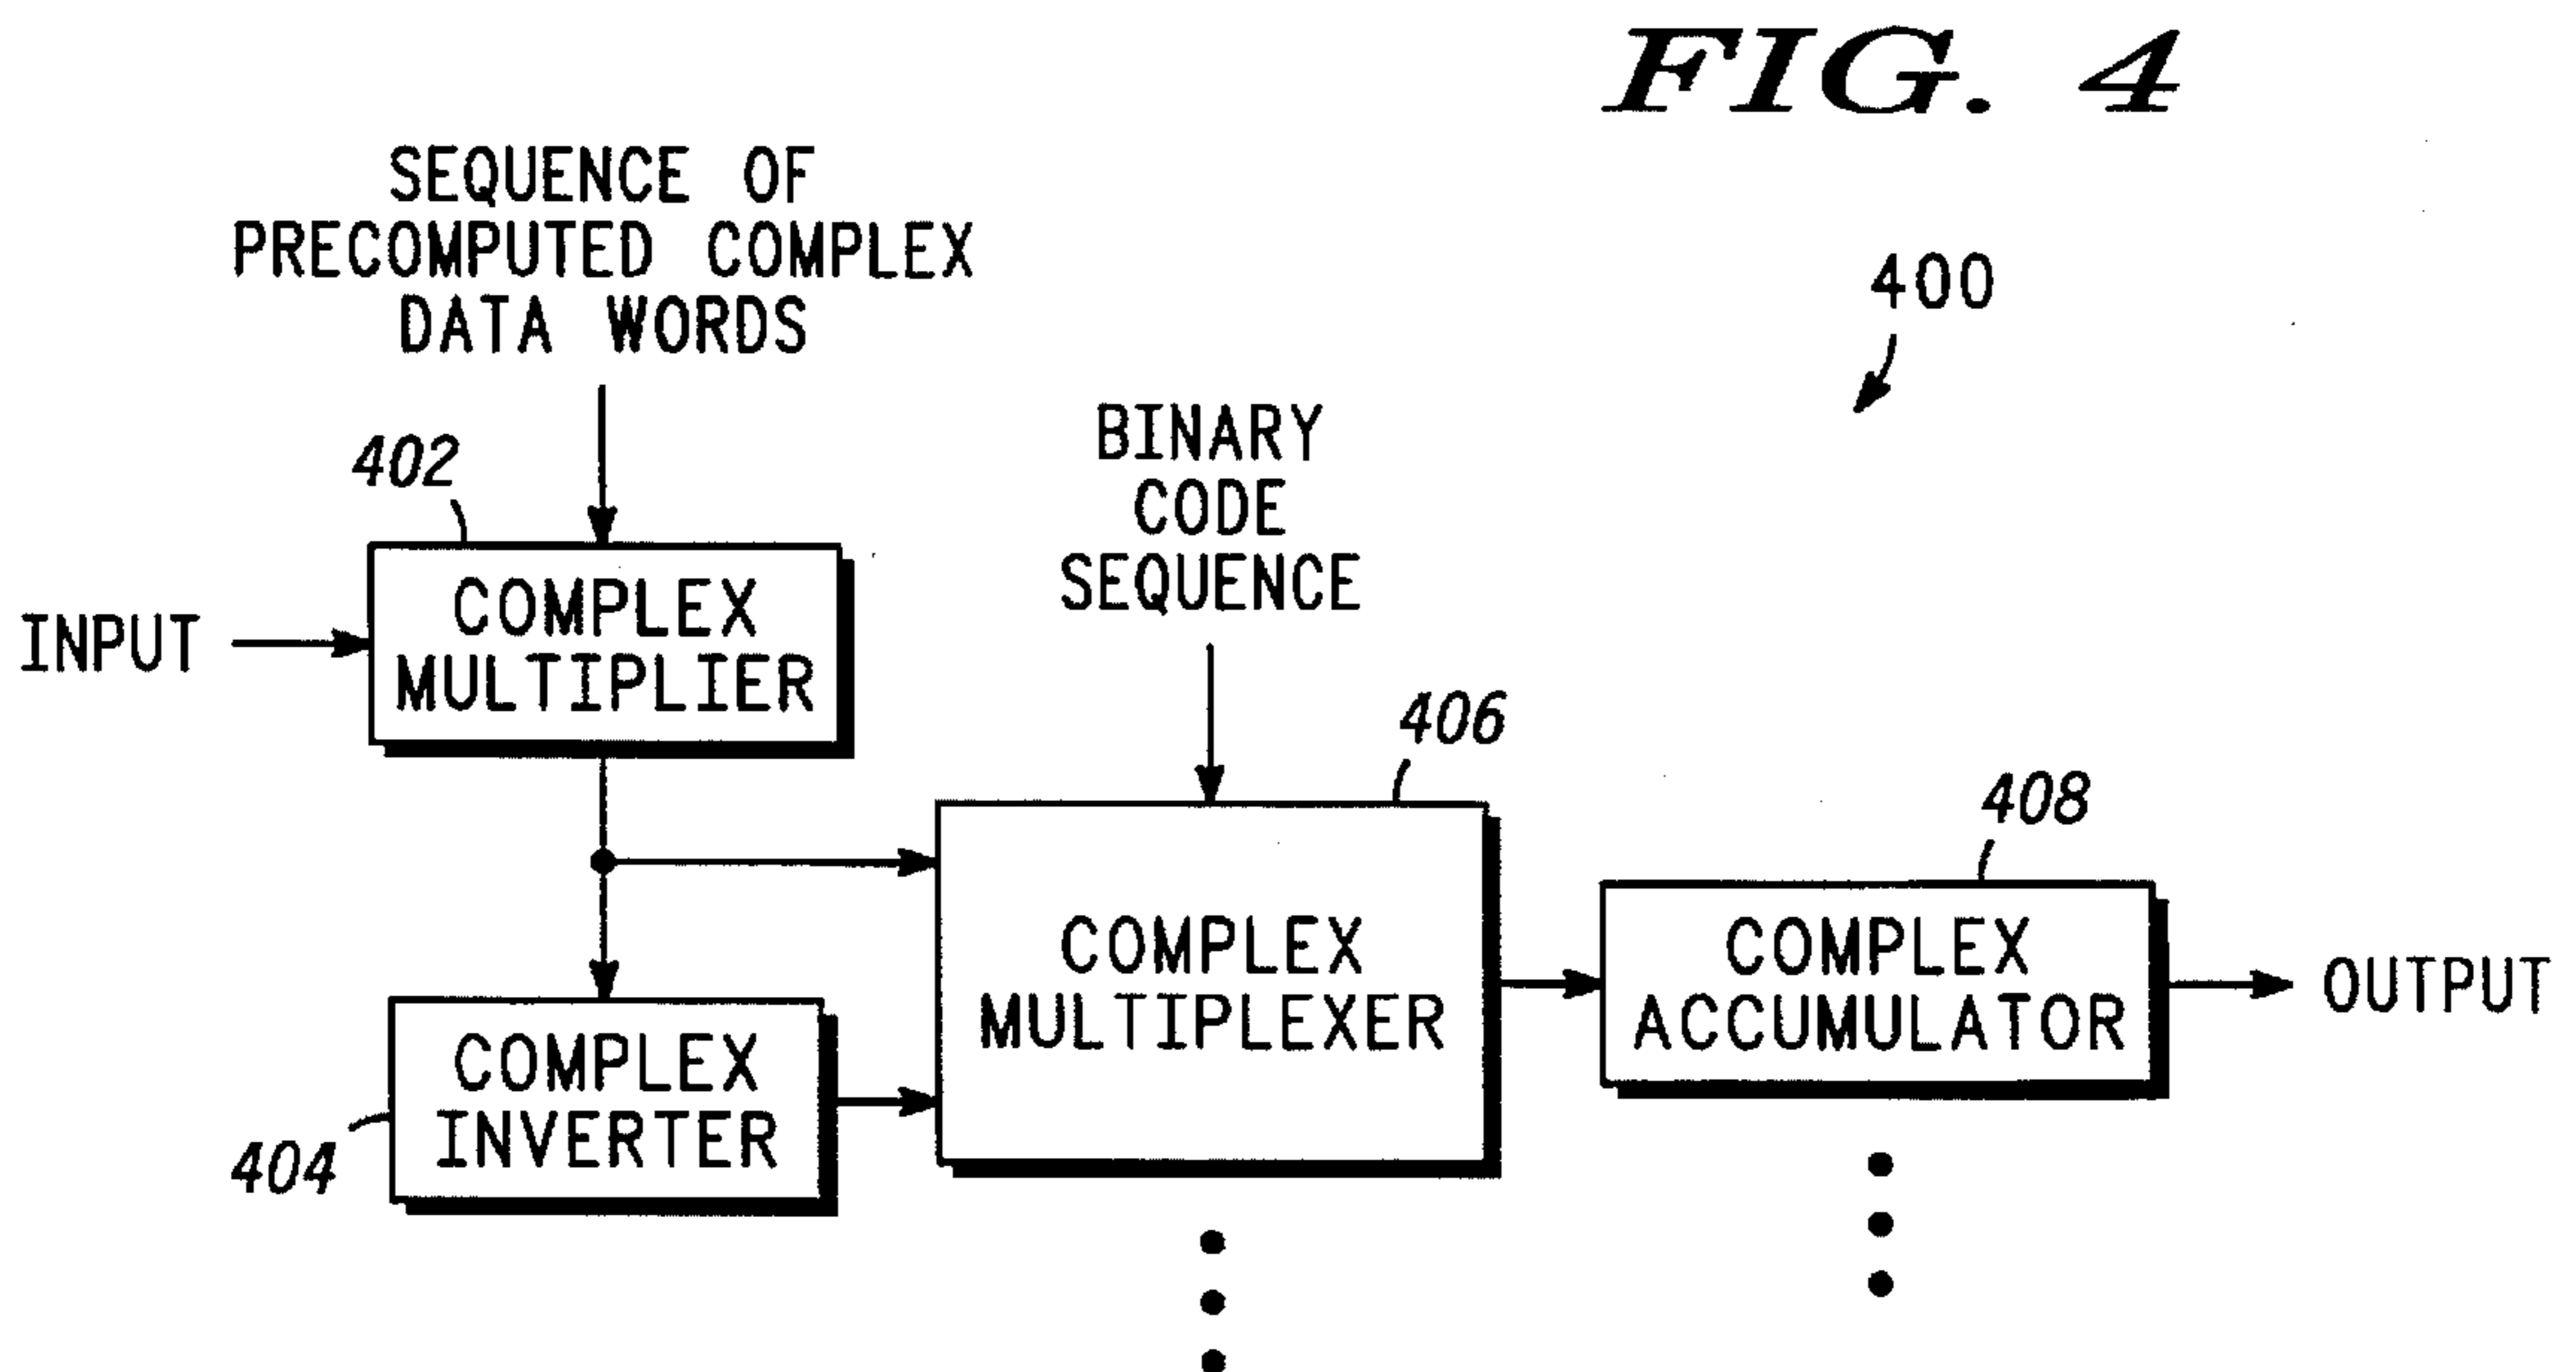 FIG. 4
400
SEQUENCE OF
PRECOMPUTED COMPLEX
DATA WORDS
402
BINARY
CODE
SEQUENCE
INPUT
COMPLEX
MULTIPLIER
406
408
COMPLEX
MULTIPLEXER
COMPLEX
ACCUMULATOR
OUTPUT
COMPLEX
INVERTER
404